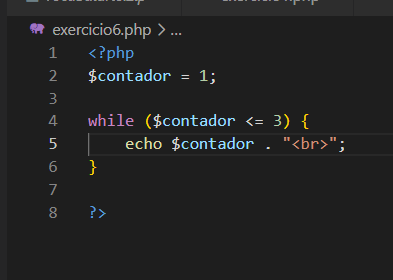 exercicio6.php > ...
1 <?php
2 $contador = 1;
3
4 while ($contador <= 3) {
5 echo $contador . "<br>";
6 }
7
8 ?>